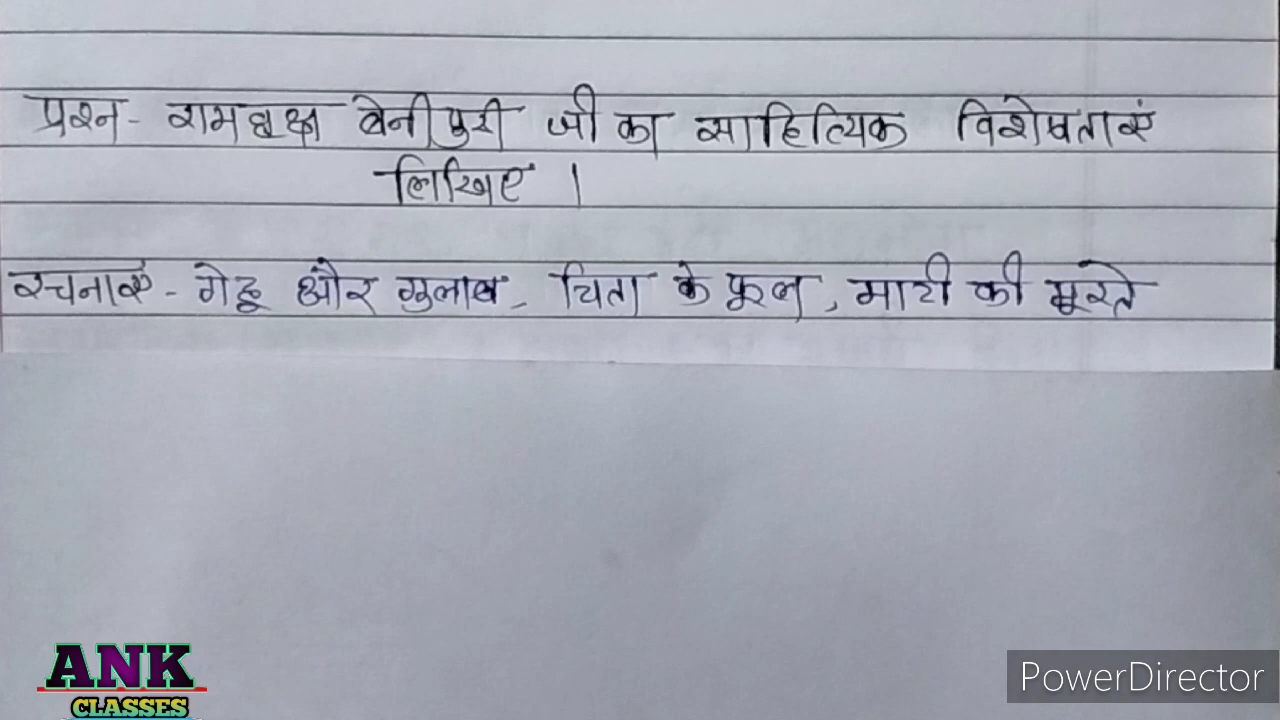 प्रश्न- रामवृक्ष बेनीपुरी जी का साहित्यिक विशेषताएं
लिखिए ।
रचनाएं - गेहू और गुलाब - चिता के फूल, माटी की मूरते
ANK
CLASSES
PowerDirector